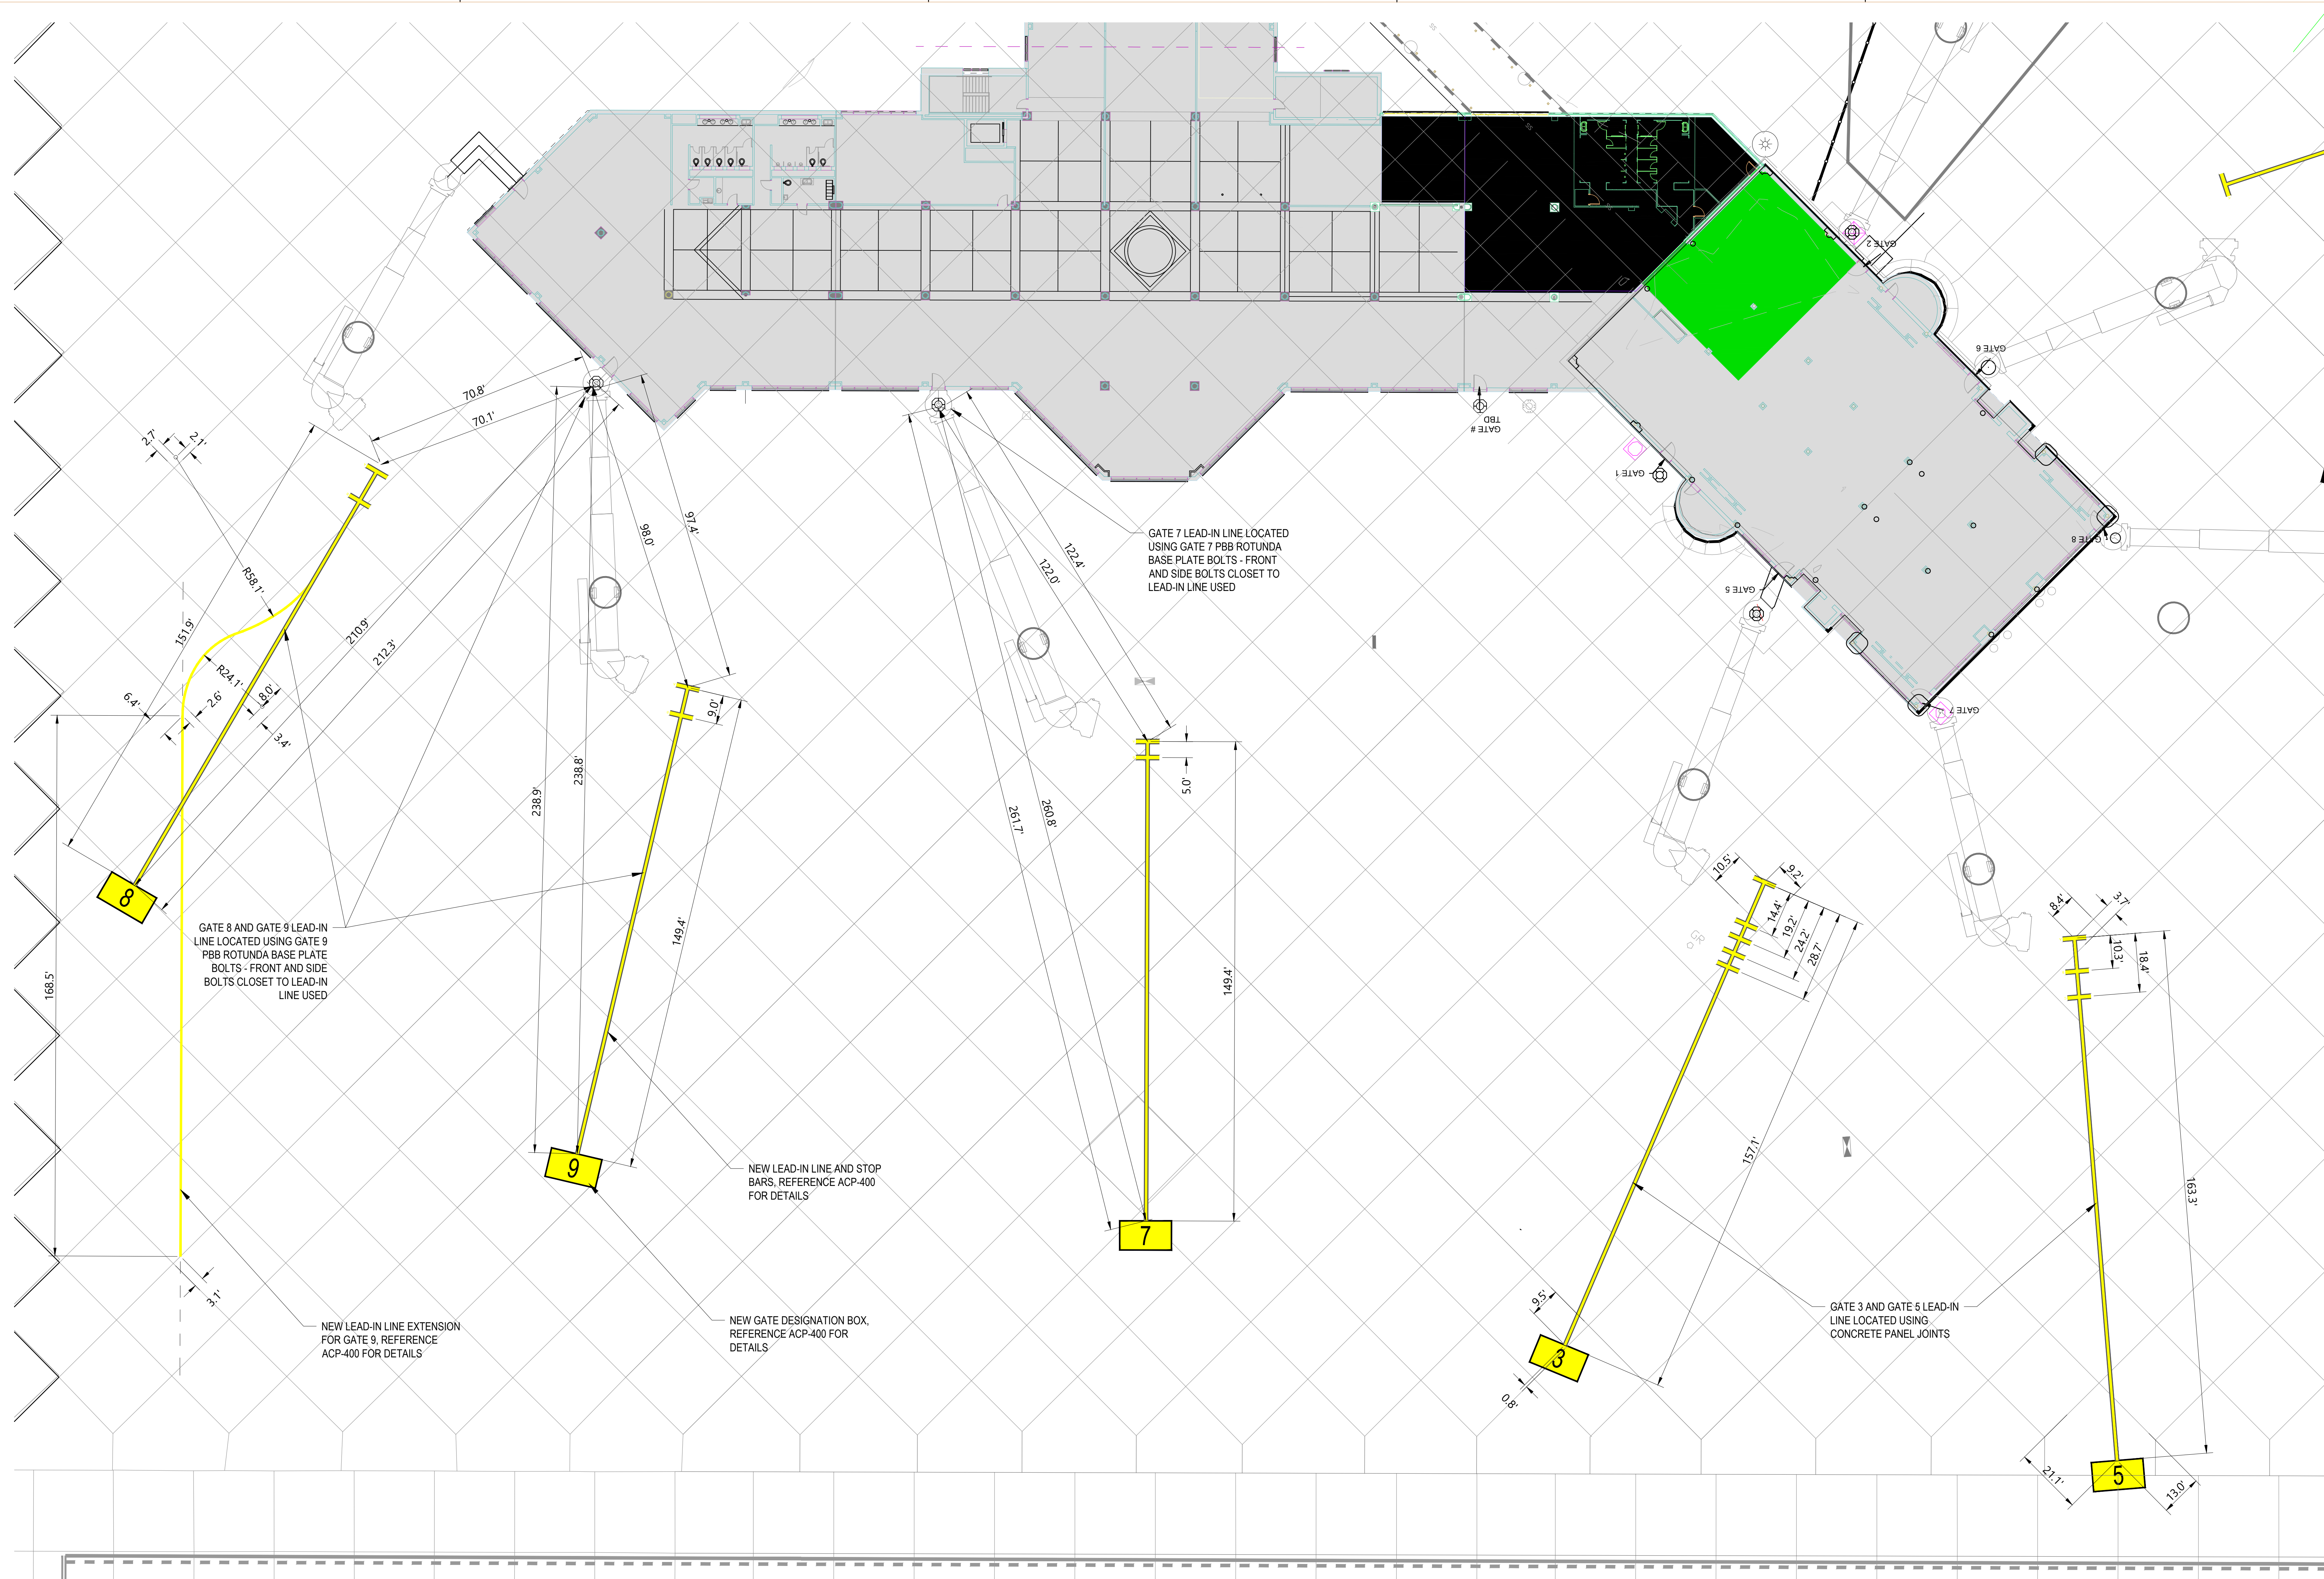 GATE 2
GATE 6
GATE #
TBD
GATE 1
GATE 8
GATE 5
GATE 7
70.8'
70.1'
2.7'
2.1'
R58.1'
151.9'
210.9'
212.3'
R24.1'
8.0'
2.6'
6.4'
3.4'
168.5'
3.1'
98.0'
97.4'
9.0'
238.9'
238.8'
149.4'
122.4'
122.0'
GATE 7 LEAD-IN LINE LOCATED
USING GATE 7 PBB ROTUNDA
BASE PLATE BOLTS - FRONT
AND SIDE BOLTS CLOSET TO
LEAD-IN LINE USED
5.0'
261.7'
260.8'
149.4'
8
GATE 8 AND GATE 9 LEAD-IN
LINE LOCATED USING GATE 9
PBB ROTUNDA BASE PLATE
BOLTS - FRONT AND SIDE
BOLTS CLOSET TO LEAD-IN
LINE USED
9
NEW LEAD-IN LINE AND STOP
BARS, REFERENCE ACP-400
FOR DETAILS
7
NEW LEAD-IN LINE EXTENSION
FOR GATE 9, REFERENCE
ACP-400 FOR DETAILS
NEW GATE DESIGNATION BOX,
REFERENCE ACP-400 FOR
DETAILS
10.5'
9.2'
14.4'
19.2'
24.2'
28.7'
GR
157.1'
9.5'
3
0.8'
GATE 3 AND GATE 5 LEAD-IN
LINE LOCATED USING
CONCRETE PANEL JOINTS
8.4'
3.7'
10.3'
18.4'
163.3'
21.1'
5
13.0'